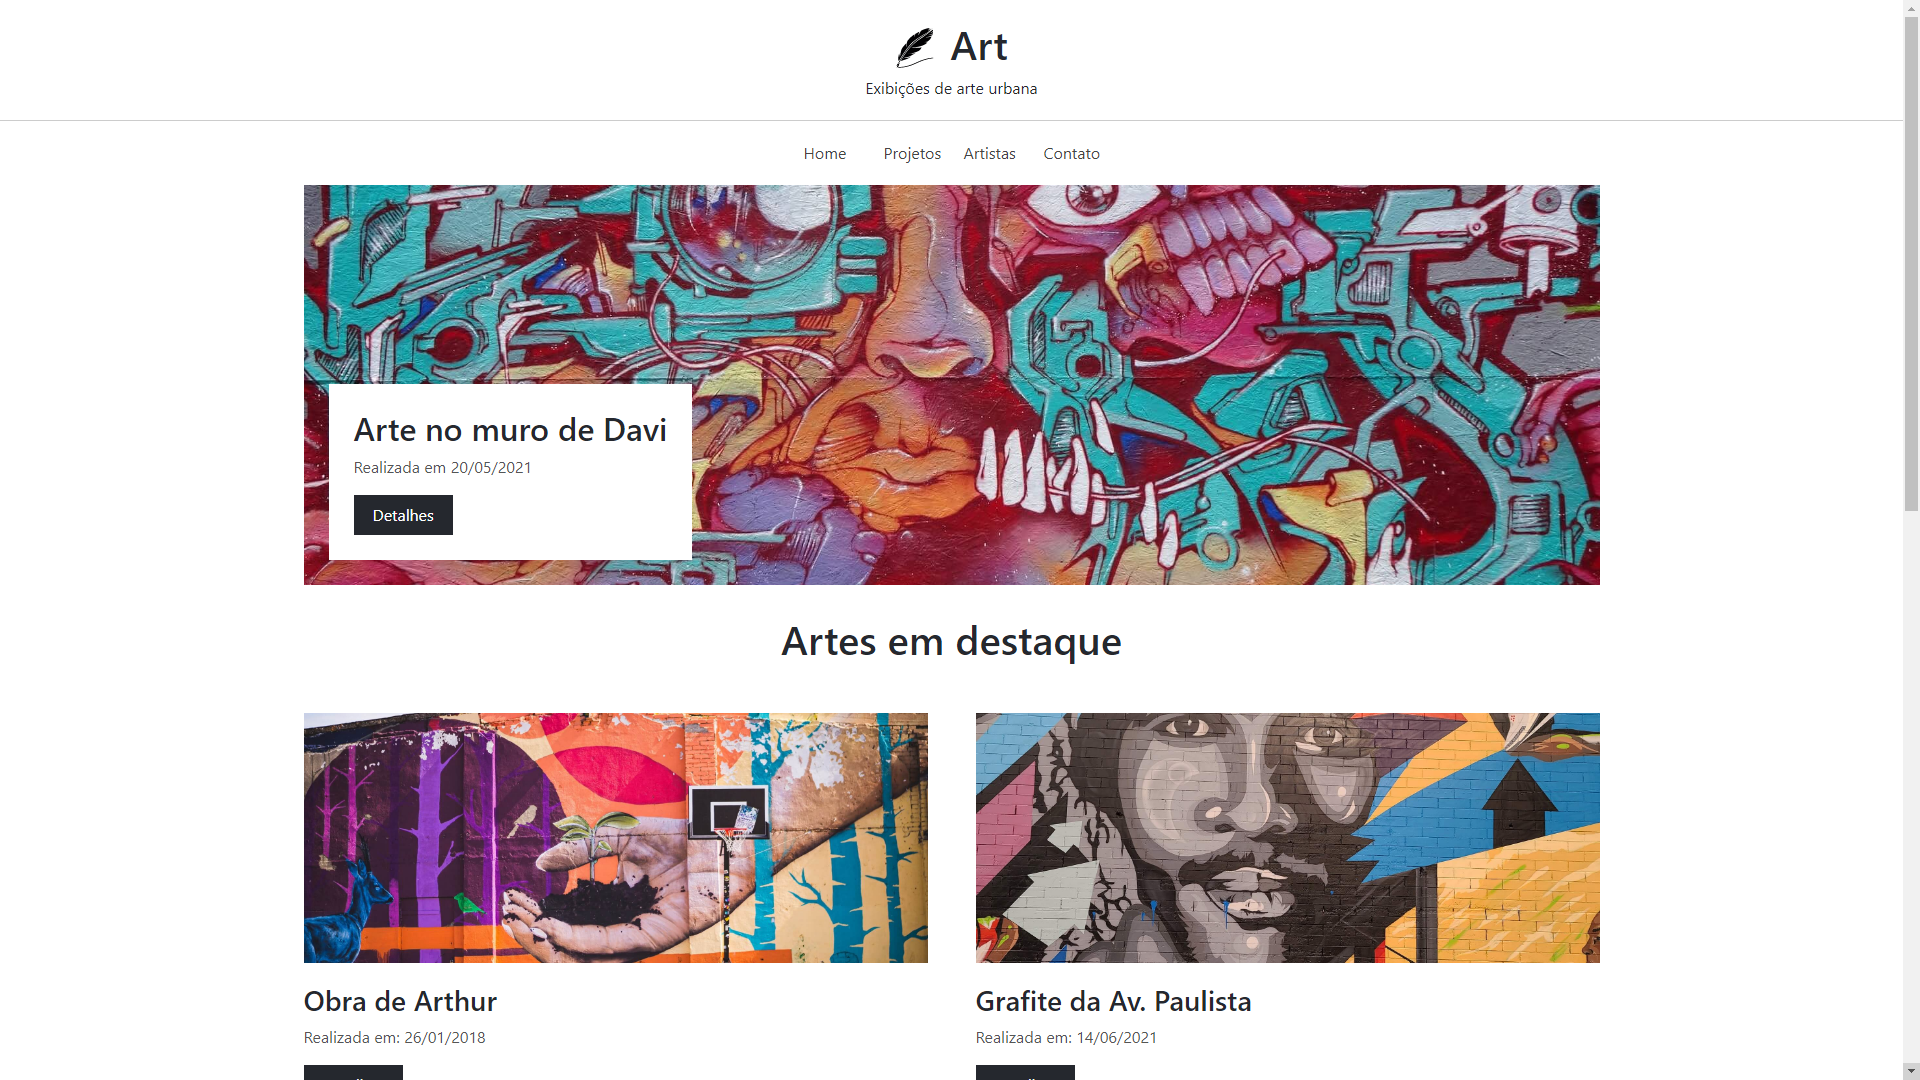 Art
Exibições de arte urbana
Home Projetos Artistas Contato
Arte no muro de Davi
Realizada em 20/05/2021
Detalhes
Artes em destaque
Obra de Arthur
Realizada em: 26/01/2018
Grafite da Av. Paulista
Realizada em: 14/06/2021